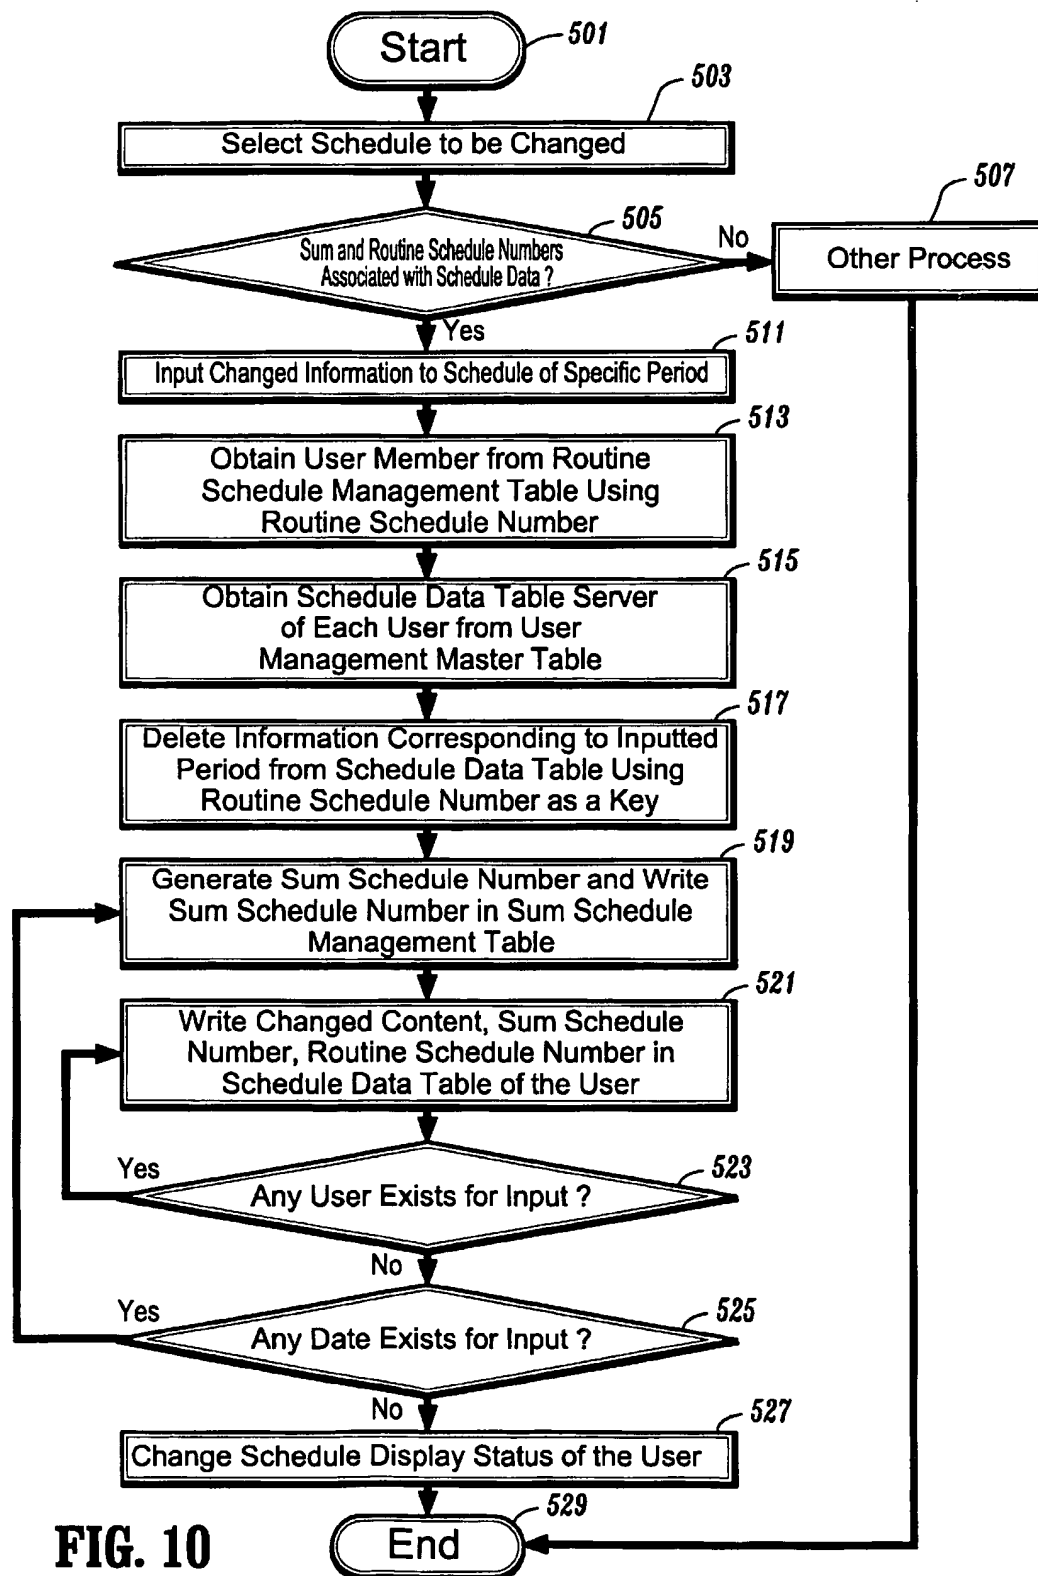 Start
501
503
Select Schedule to be Changed
505
Sum and Routine Schedule Numbers
Associated with Schedule Data ?
No
507
Other Process
Yes
511
Input Changed Information to Schedule of Specific Period
513
Obtain User Member from Routine
Schedule Management Table Using
Routine Schedule Number
515
Obtain Schedule Data Table Server
of Each User from User
Management Master Table
517
Delete Information Corresponding to Inputted
Period from Schedule Data Table Using
Routine Schedule Number as a Key
519
Generate Sum Schedule Number and Write
Sum Schedule Number in Sum Schedule
Management Table
521
Write Changed Content, Sum Schedule
Number, Routine Schedule Number in
Schedule Data Table of the User
Yes
523
Any User Exists for Input ?
No
Yes
525
Any Date Exists for Input ?
No
527
Change Schedule Display Status of the User
529
End
FIG. 10